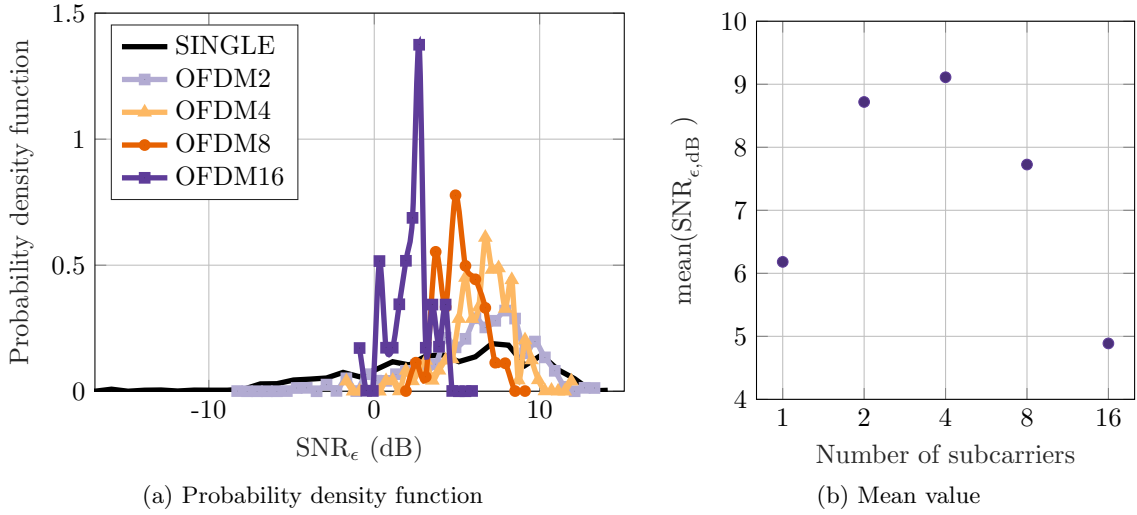 1.5
1
0.5
0
Probability density function
SINGLE
OFDM2
OFDM4
OFDM8
OFDM16
-10
0
10
SNRϵ (dB)
(a) Probability density function
10
9
8
7
6
5
4
mean(SNRϵ,dB)
1
2
4
8
16
Number of subcarriers
(b) Mean value